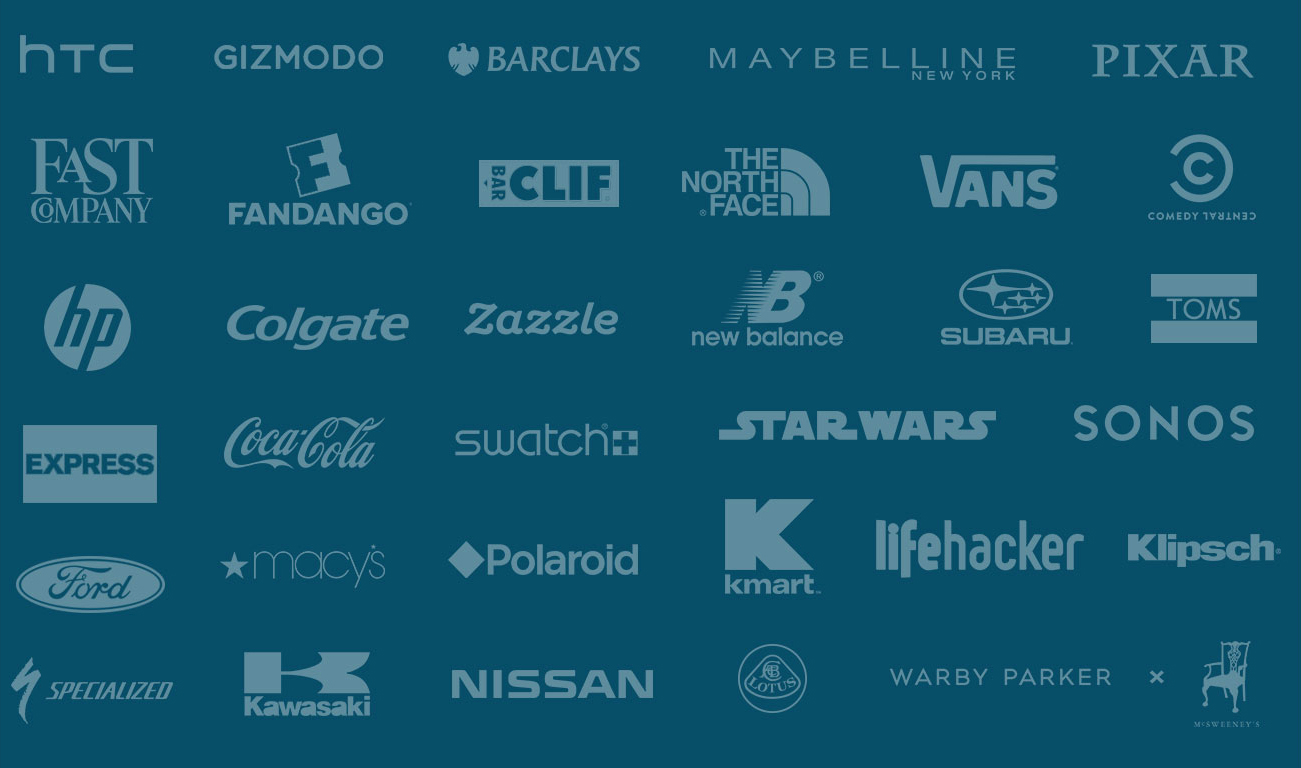 hTC
GIZMODO
BARCLAYS
MAYBELLINE
NEW YORK
PIXAR
FAST
COMPANY
FANDANGO
BAR
CLIF
THE
NORTH
FACE
®
VANS
COMEDY CENTRAL
hp
Colgate
Zazzle
NB ®
new balance
SUBARU
TOMS
EXPRESS
Coca-Cola
swatch
STAR WARS
SONOS
Ford
macy's
Polaroid
K
kmart
lifehacker
Klipsch
SPECIALIZED
Kawasaki
NISSAN
LOTUS
WARBY PARKER ×
McSWEENEY'S